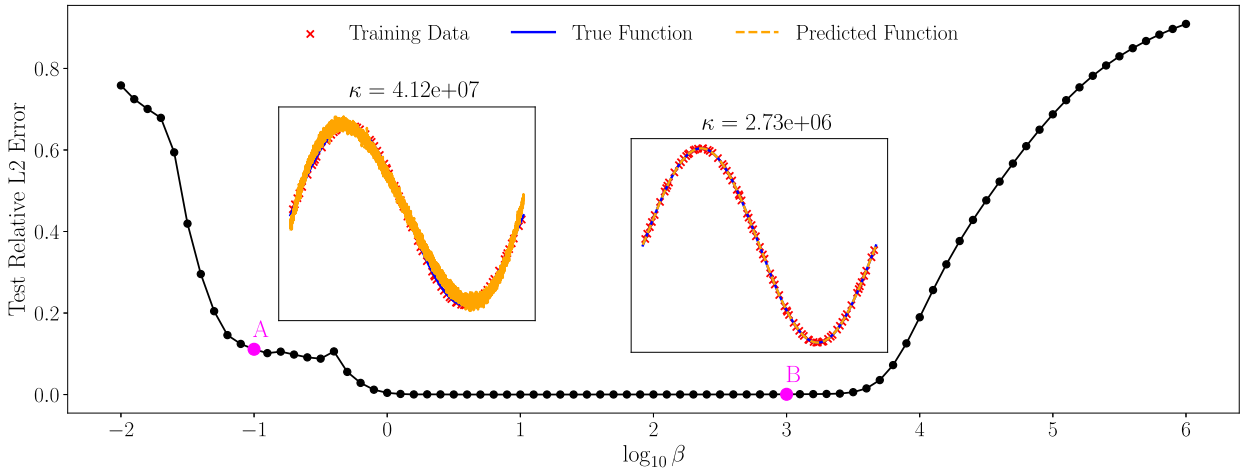 Training Data True Function Predicted Function
κ = 4.12e+07
κ = 2.73e+06
A
B
Test Relative L2 Error
0.8
0.6
0.4
0.2
0.0
−2 −1 0 1 2 3 4 5 6
log₁₀ β